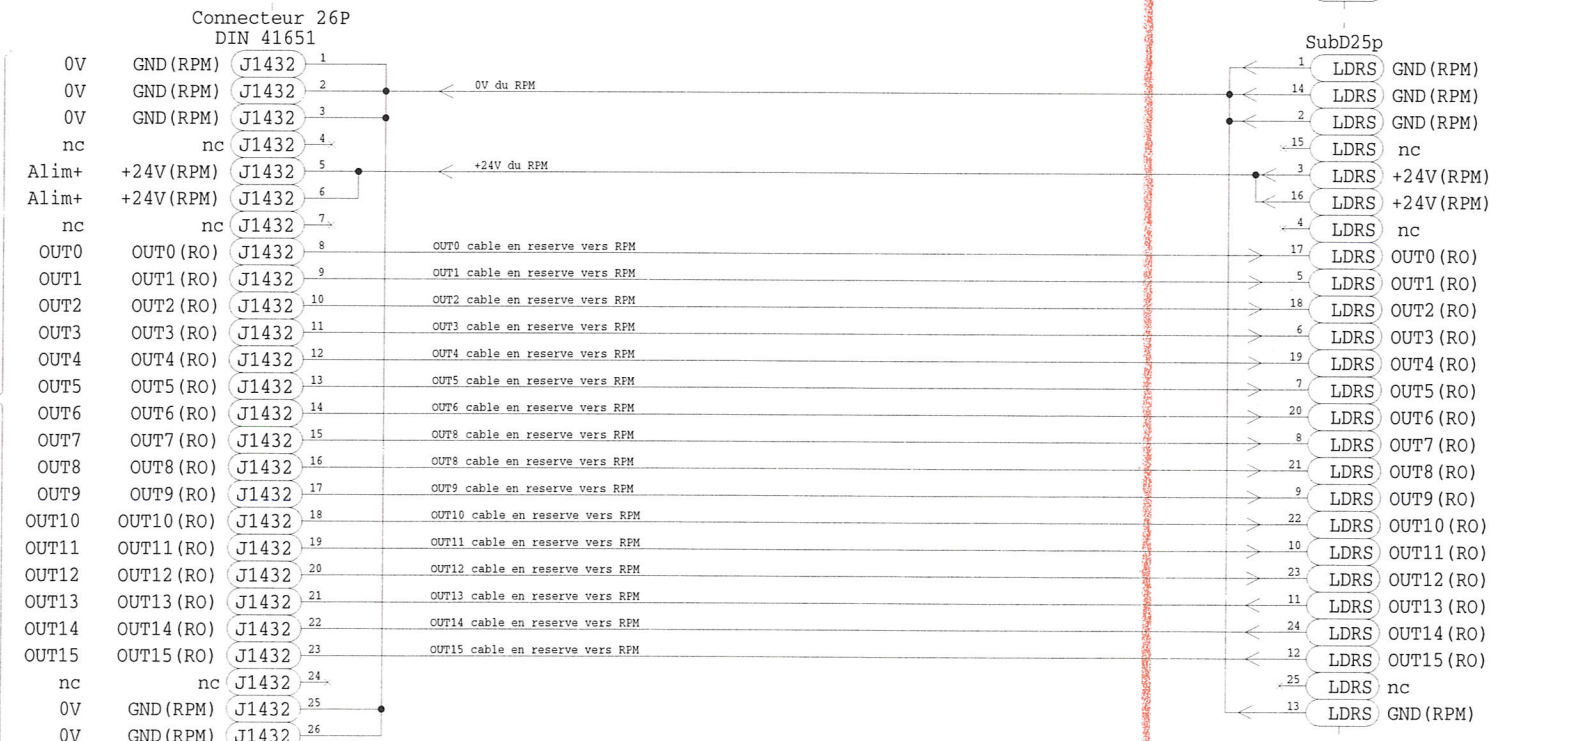 Connecteur 26P
DIN 41651
SubD25p
0V GND(RPM) J1432 1 1 LDRS GND(RPM)
0V GND(RPM) J1432 2 0V du RPM 14 LDRS GND(RPM)
0V GND(RPM) J1432 3 2 LDRS GND(RPM)
nc nc J1432 4 15 LDRS nc
Alim+ +24V(RPM) J1432 5 +24V du RPM 3 LDRS +24V(RPM)
Alim+ +24V(RPM) J1432 6 16 LDRS +24V(RPM)
nc nc J1432 7 4 LDRS nc
OUT0 OUT0(RO) J1432 8 OUT0 cable en reserve vers RPM 17 LDRS OUT0(RO)
OUT1 OUT1(RO) J1432 9 OUT1 cable en reserve vers RPM 5 LDRS OUT1(RO)
OUT2 OUT2(RO) J1432 10 OUT2 cable en reserve vers RPM 18 LDRS OUT2(RO)
OUT3 OUT3(RO) J1432 11 OUT3 cable en reserve vers RPM 6 LDRS OUT3(RO)
OUT4 OUT4(RO) J1432 12 OUT4 cable en reserve vers RPM 19 LDRS OUT4(RO)
OUT5 OUT5(RO) J1432 13 OUT5 cable en reserve vers RPM 7 LDRS OUT5(RO)
OUT6 OUT6(RO) J1432 14 OUT6 cable en reserve vers RPM 20 LDRS OUT6(RO)
OUT7 OUT7(RO) J1432 15 OUT8 cable en reserve vers RPM 8 LDRS OUT7(RO)
OUT8 OUT8(RO) J1432 16 OUT8 cable en reserve vers RPM 21 LDRS OUT8(RO)
OUT9 OUT9(RO) J1432 17 OUT9 cable en reserve vers RPM 9 LDRS OUT9(RO)
OUT10 OUT10(RO) J1432 18 OUT10 cable en reserve vers RPM 22 LDRS OUT10(RO)
OUT11 OUT11(RO) J1432 19 OUT11 cable en reserve vers RPM 10 LDRS OUT11(RO)
OUT12 OUT12(RO) J1432 20 OUT12 cable en reserve vers RPM 23 LDRS OUT12(RO)
OUT13 OUT13(RO) J1432 21 OUT13 cable en reserve vers RPM 11 LDRS OUT13(RO)
OUT14 OUT14(RO) J1432 22 OUT14 cable en reserve vers RPM 24 LDRS OUT14(RO)
OUT15 OUT15(RO) J1432 23 OUT15 cable en reserve vers RPM 12 LDRS OUT15(RO)
nc nc J1432 24 25 LDRS nc
0V GND(RPM) J1432 25 13 LDRS GND(RPM)
0V GND(RPM) J1432 26